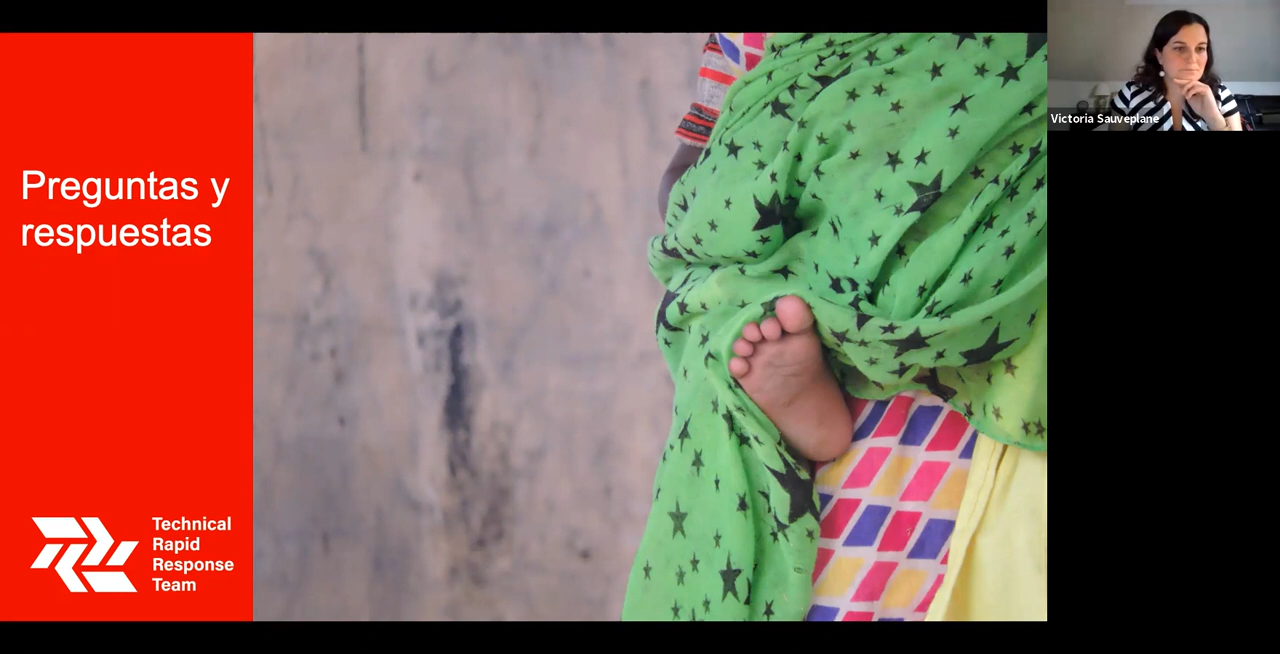 Preguntas y
respuestas
Technical
Rapid
Response
Team
Victoria Sauveplane